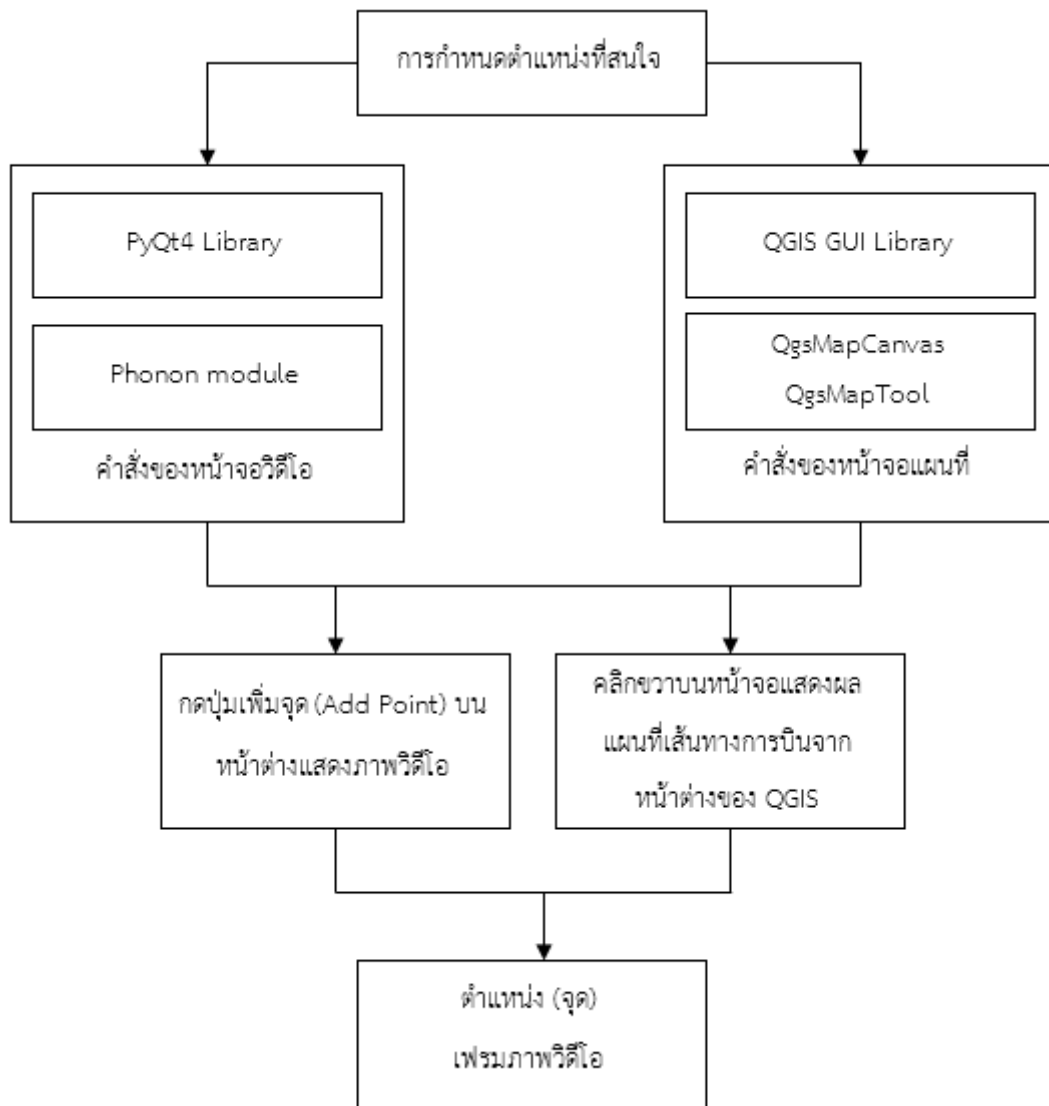 การกำหนดตำแหน่งที่สนใจ
PyQt4 Library
Phonon module
คำสั่งของหน้าจอวิดีโอ
QGIS GUI Library
QgsMapCanvas
QgsMapTool
คำสั่งของหน้าจอแผนที่
กดปุ่มเพิ่มจุด (Add Point) บน
หน้าต่างแสดงภาพวิดีโอ
คลิกขวาบนหน้าจอแสดงผล
แผนที่เส้นทางการบินจาก
หน้าต่างของ QGIS
ตำแหน่ง (จุด)
เฟรมภาพวิดีโอ